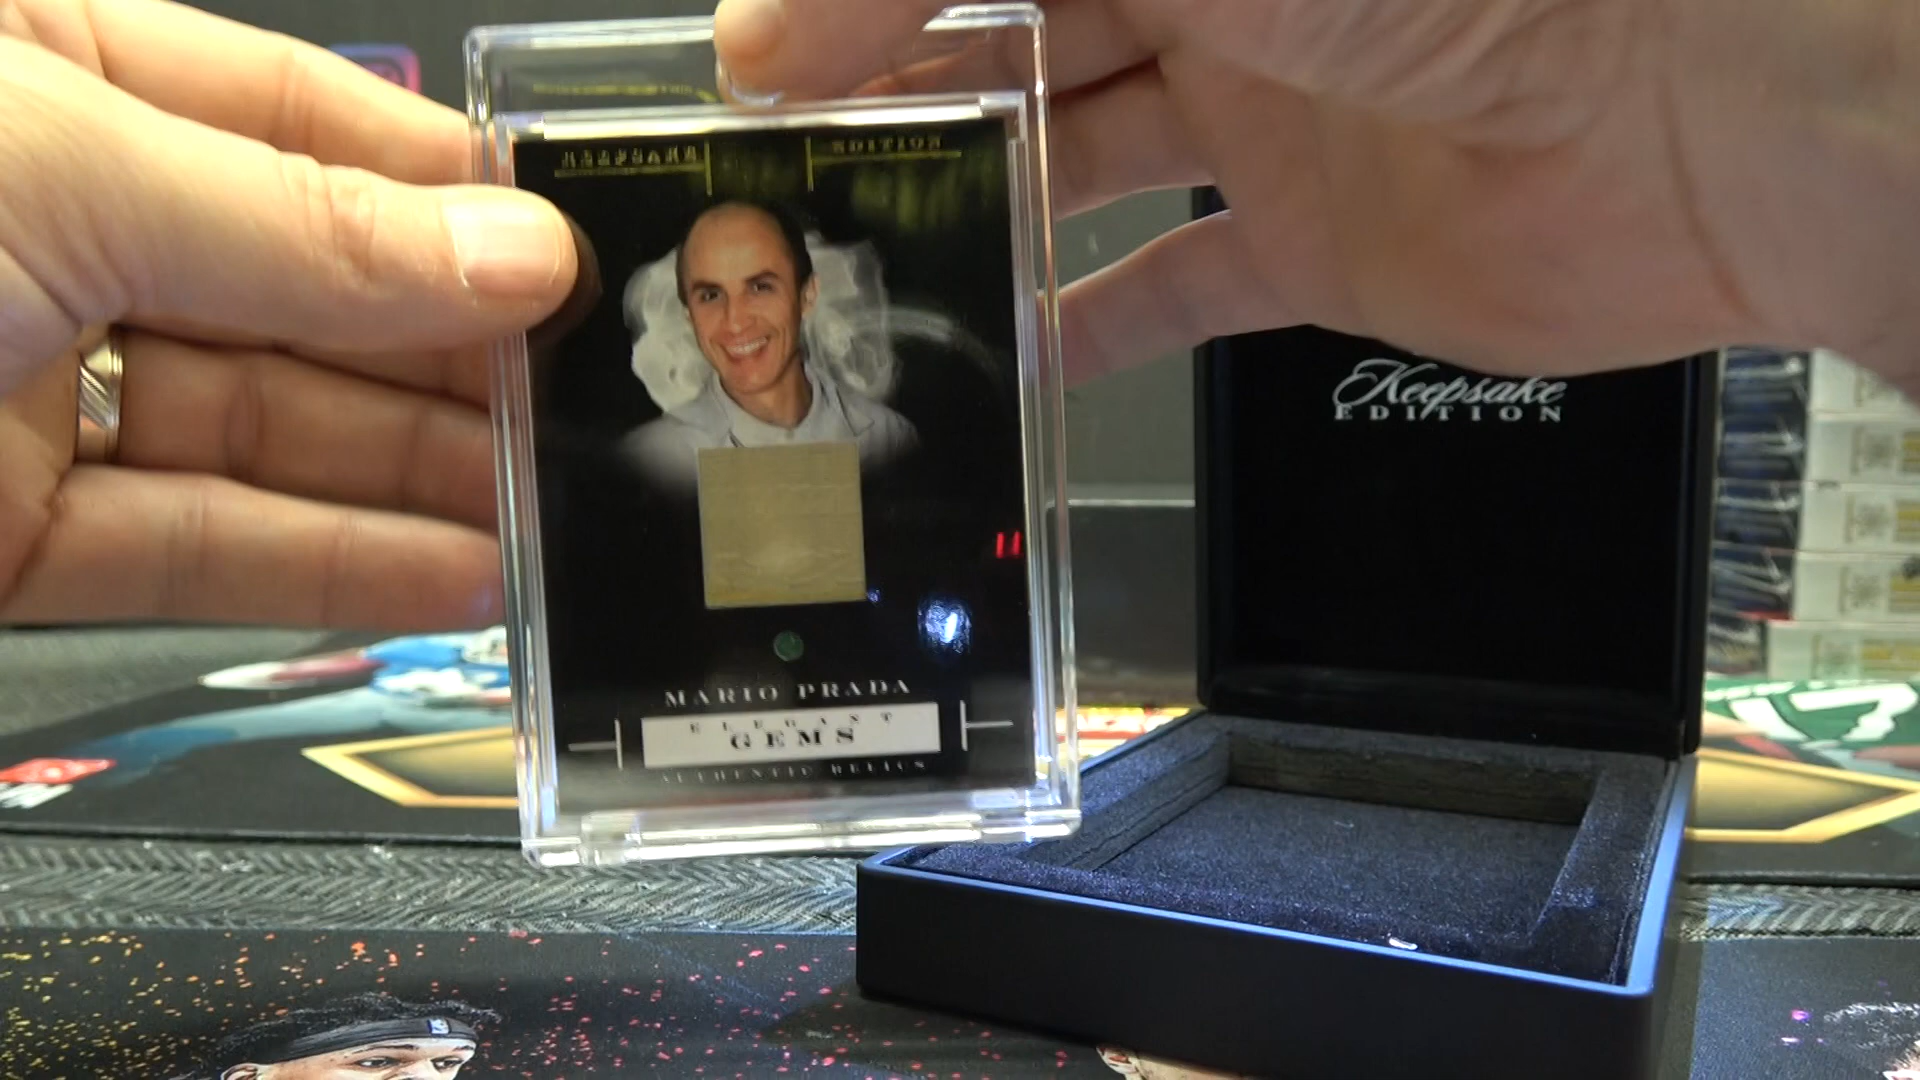 KEEPSAKE EDITION
MARIO PRADA
ELEGANT
GEMS
AUTHENTIC RELICS
Keepsake
EDITION